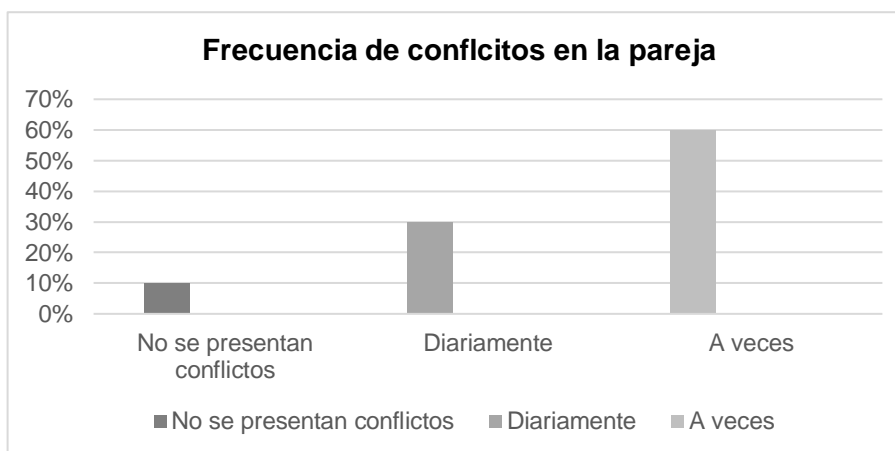 Frecuencia de conflcitos en la pareja
70%
60%
50%
40%
30%
20%
10%
0%
No se presentan
conflictos
Diariamente
A veces
No se presentan conflictos
Diariamente
A veces